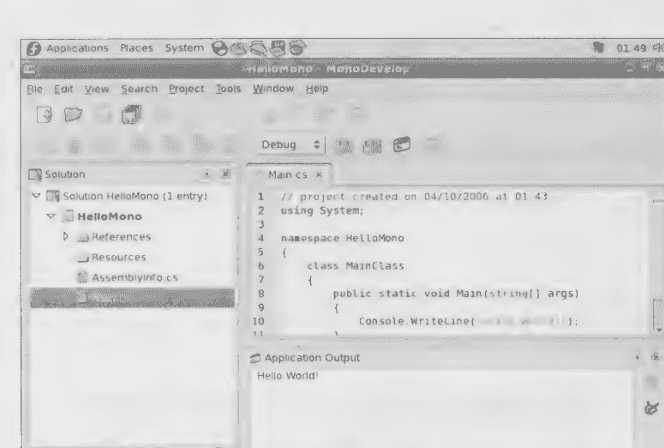 Applications Places System
01:49
HelloMono - MonoDevelop
File Edit View Search Project Tools Window Help
Debug
Solution
Main.cs ×
Solution HelloMono (1 entry)
HelloMono
References
Resources
AssemblyInfo.cs
1 // project created on 04/10/2006 at 01:43
2 using System;
3
4 namespace HelloMono
5 {
6 class MainClass
7 {
8 public static void Main(string[] args)
9 {
10 Console.WriteLine( );
11 }
Application Output
Hello World!